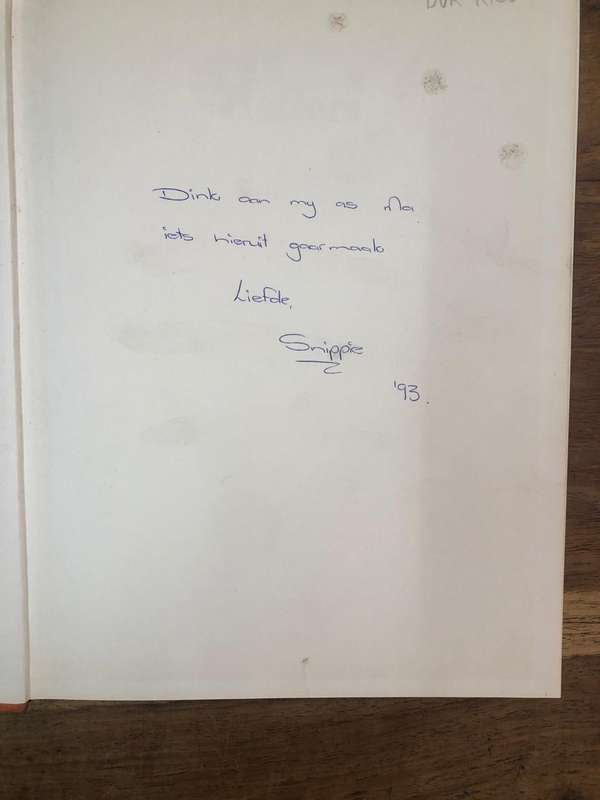 Dink aan my as Ma
iets hieruit gaarmaak
Liefde,
Snippie
'93.